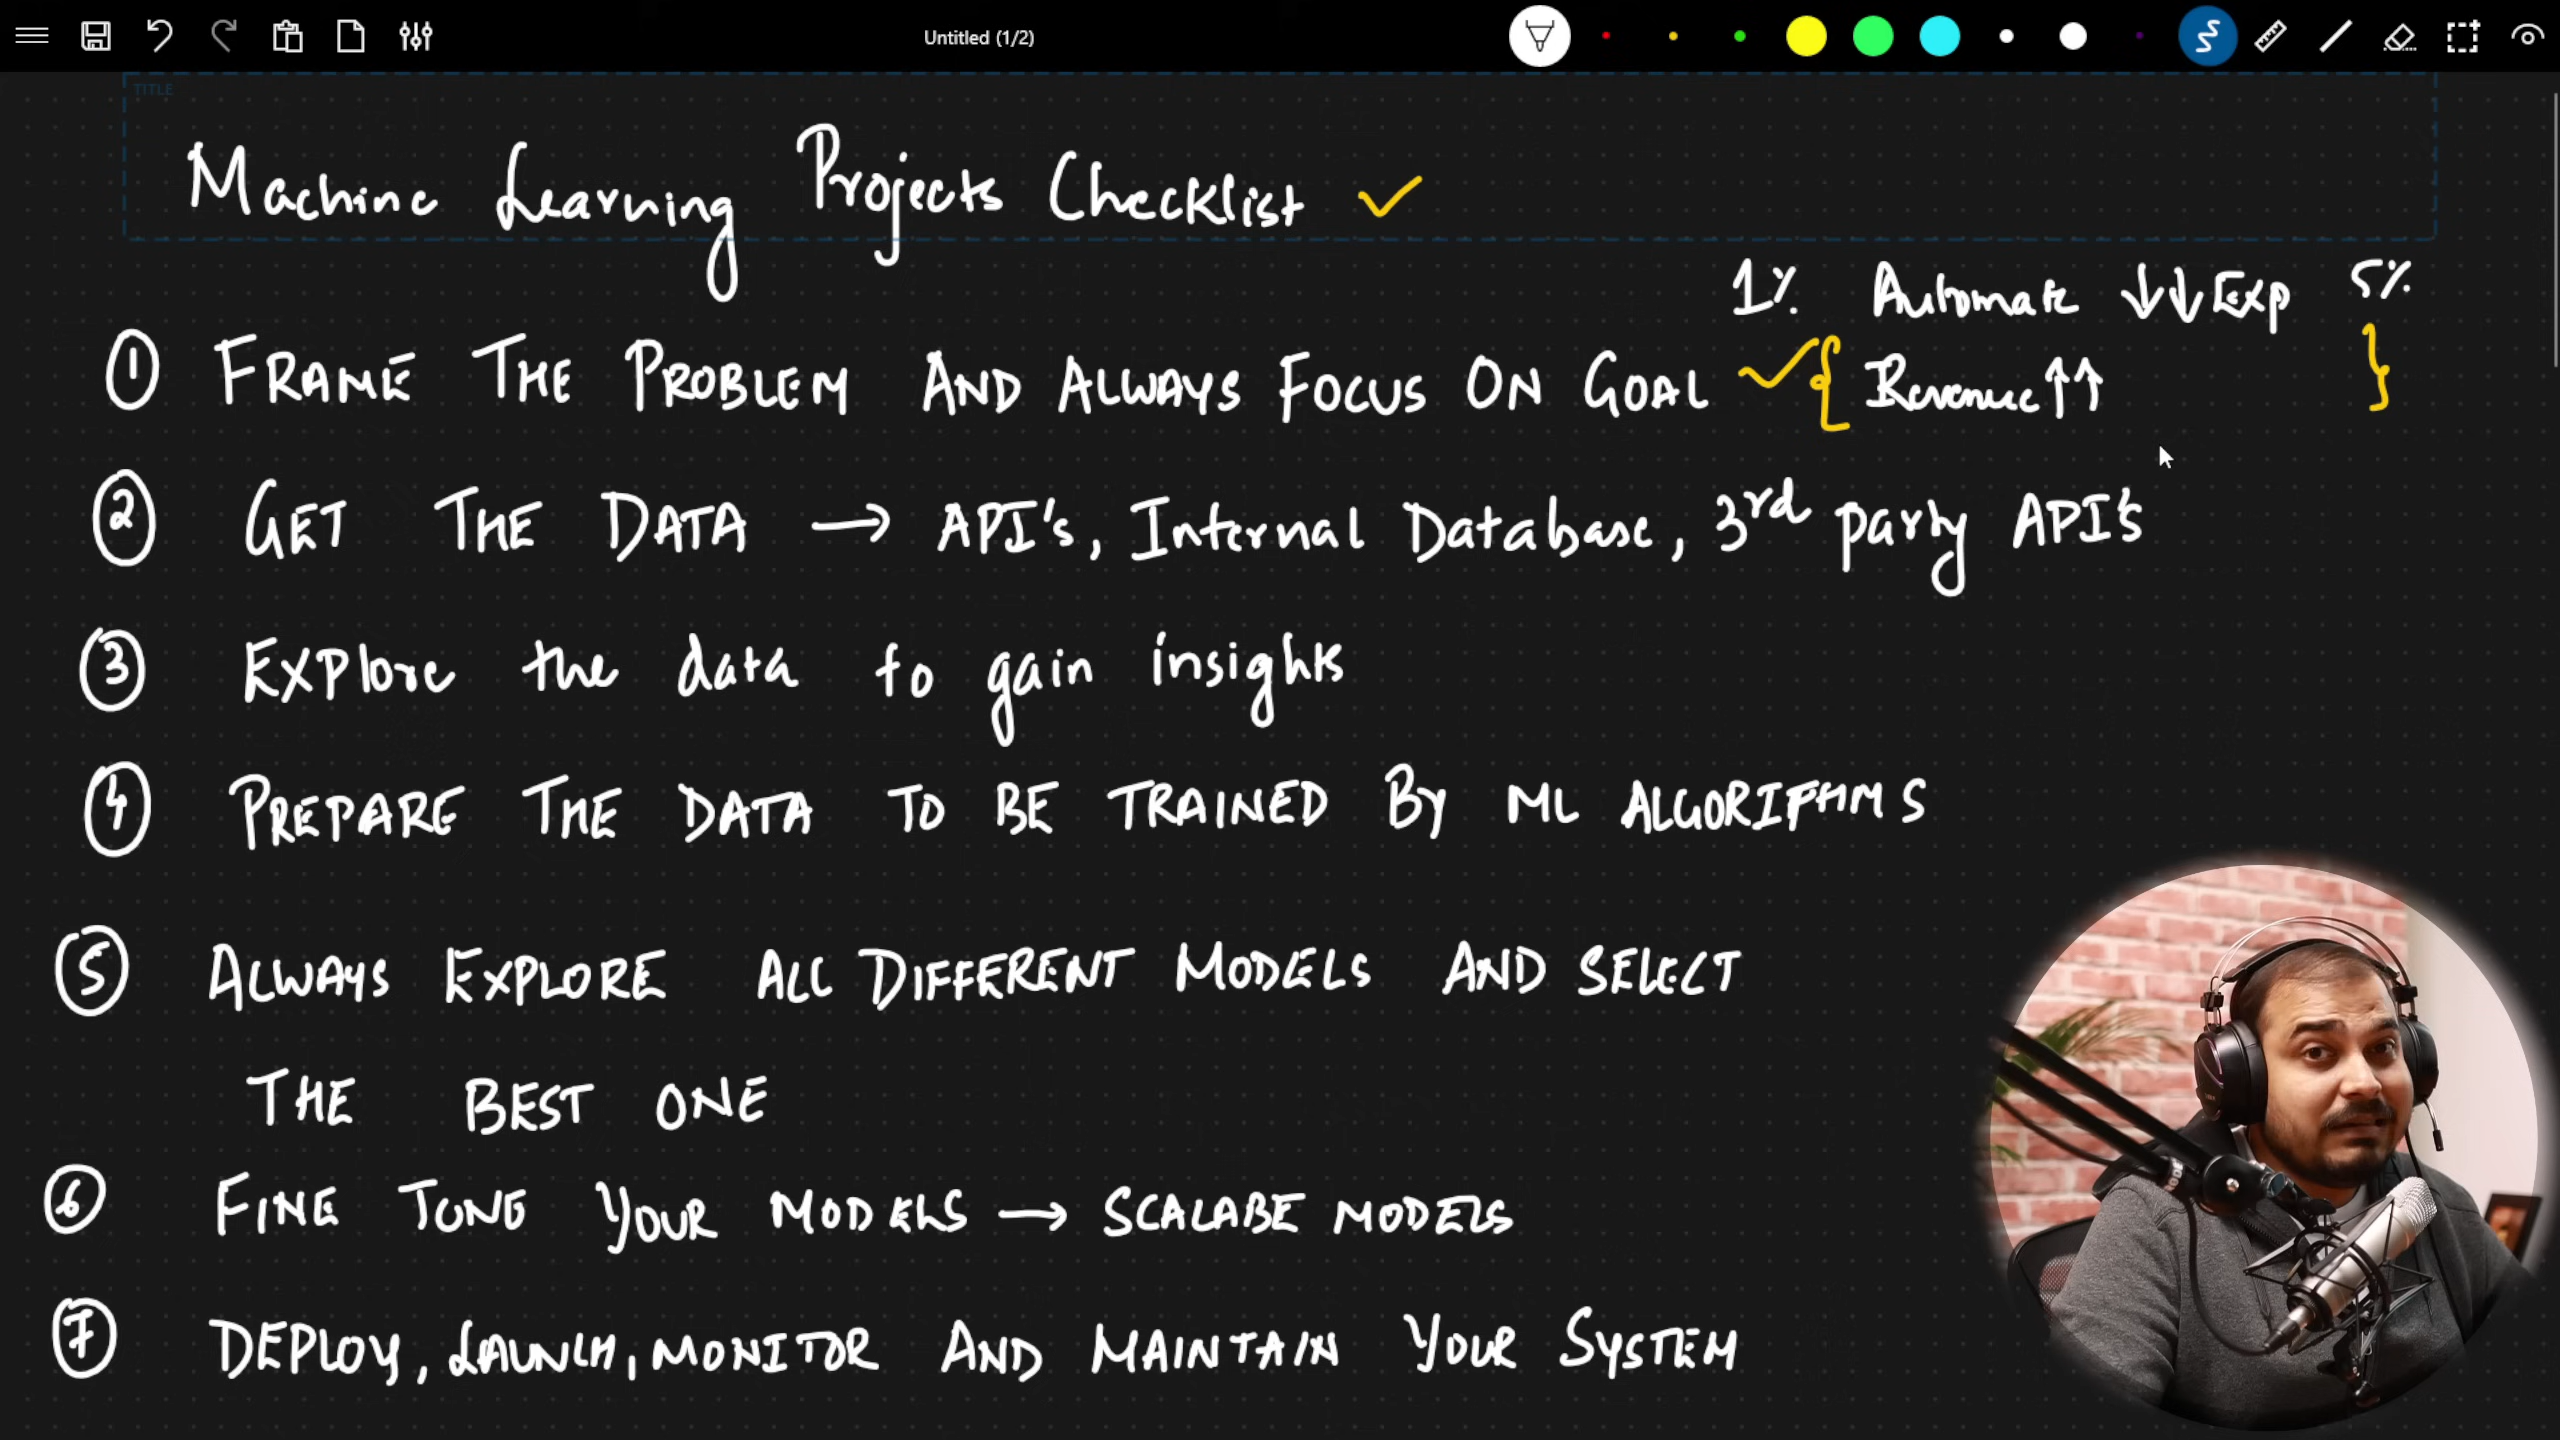 Untitled (1/2)
TITLE
Machine Learning Projects Checklist ✓
1% Automate ↓↓ Exp 5%
① FRAME THE PROBLEM AND ALWAYS FOCUS ON GOAL ✓ { Revenue ↑↑ }
② GET THE DATA → API's, Internal Database, 3rd party API's
③ Explore the data to gain insights
④ PREPARE THE DATA TO BE TRAINED BY ML ALGORITHMS
⑤ ALWAYS EXPLORE ALL DIFFERENT MODELS AND SELECT
THE BEST ONE
⑥ FINE TUNE YOUR MODELS → SCALABE MODELS
⑦ DEPLOY, LAUNCH, MONITOR AND MAINTAIN YOUR SYSTEM